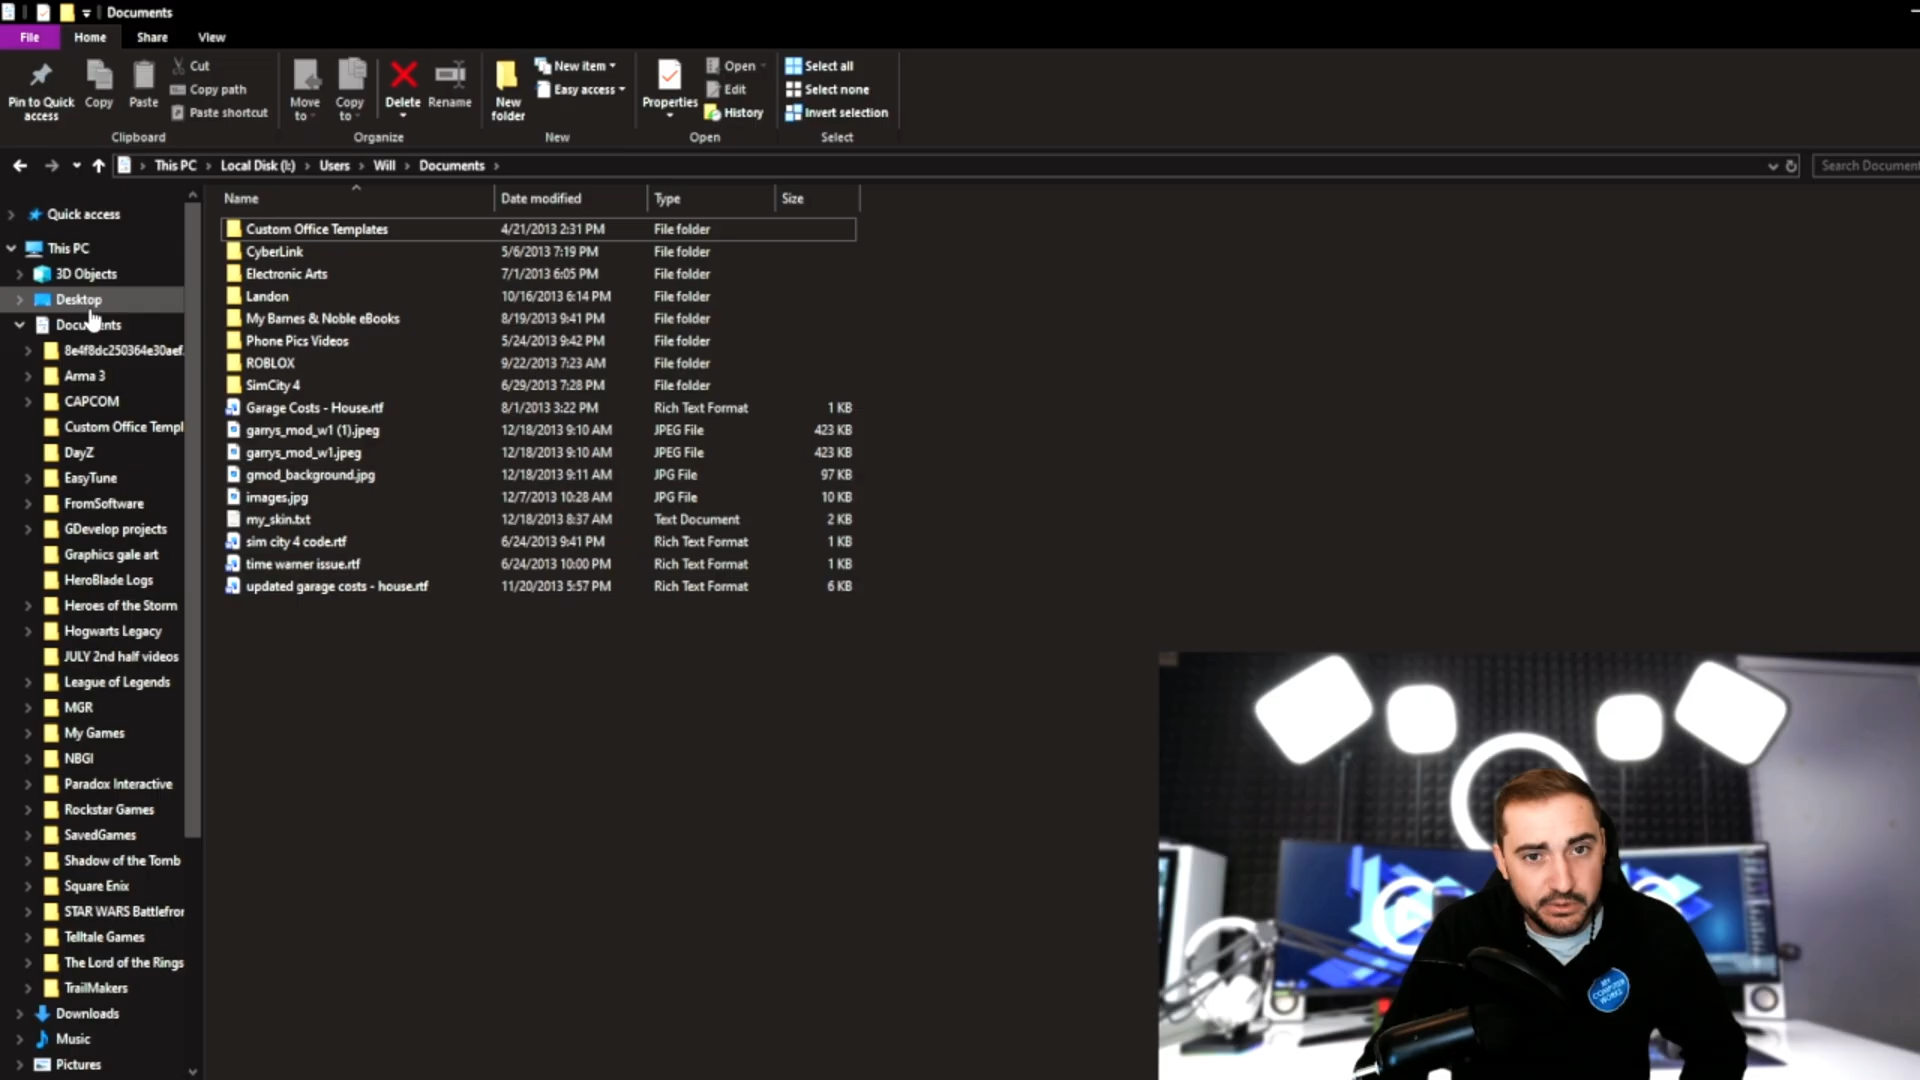 Documents
File Home Share View
Pin to Quick access
Copy
Paste
Cut
Copy path
Paste shortcut
Clipboard
Move to
Copy to
Delete
Rename
Organize
New folder
New item
Easy access
New
Properties
Open
Edit
History
Open
Select all
Select none
Invert selection
Select
This PC > Local Disk (I:) > Users > Will > Documents >
Search Document
Name Date modified Type Size
Custom Office Templates 4/21/2013 2:31 PM File folder
CyberLink 5/6/2013 7:19 PM File folder
Electronic Arts 7/1/2013 6:05 PM File folder
Landon 10/16/2013 6:14 PM File folder
My Barnes & Noble eBooks 8/19/2013 9:41 PM File folder
Phone Pics Videos 5/24/2013 9:42 PM File folder
ROBLOX 9/22/2013 7:23 AM File folder
SimCity 4 6/29/2013 7:28 PM File folder
Garage Costs - House.rtf 8/1/2013 3:22 PM Rich Text Format 1 KB
garrys_mod_w1 (1).jpeg 12/18/2013 9:10 AM JPEG File 423 KB
garrys_mod_w1.jpeg 12/18/2013 9:10 AM JPEG File 423 KB
gmod_background.jpg 12/18/2013 9:11 AM JPG File 97 KB
images.jpg 12/7/2013 10:28 AM JPG File 10 KB
my_skin.txt 12/18/2013 8:37 AM Text Document 2 KB
sim city 4 code.rtf 6/24/2013 9:41 PM Rich Text Format 1 KB
time warner issue.rtf 6/24/2013 10:00 PM Rich Text Format 1 KB
updated garage costs - house.rtf 11/20/2013 5:57 PM Rich Text Format 6 KB
Quick access
This PC
3D Objects
Desktop
Documents
8e4f8dc250364e30aef
Arma 3
CAPCOM
Custom Office Templ
DayZ
EasyTune
FromSoftware
GDevelop projects
Graphics gale art
HeroBlade Logs
Heroes of the Storm
Hogwarts Legacy
JULY 2nd half videos
League of Legends
MGR
My Games
NBGI
Paradox Interactive
Rockstar Games
SavedGames
Shadow of the Tomb
Square Enix
STAR WARS Battlefror
Telltale Games
The Lord of the Rings
TrailMakers
Downloads
Music
Pictures
MY
COMPUTER
WORKS